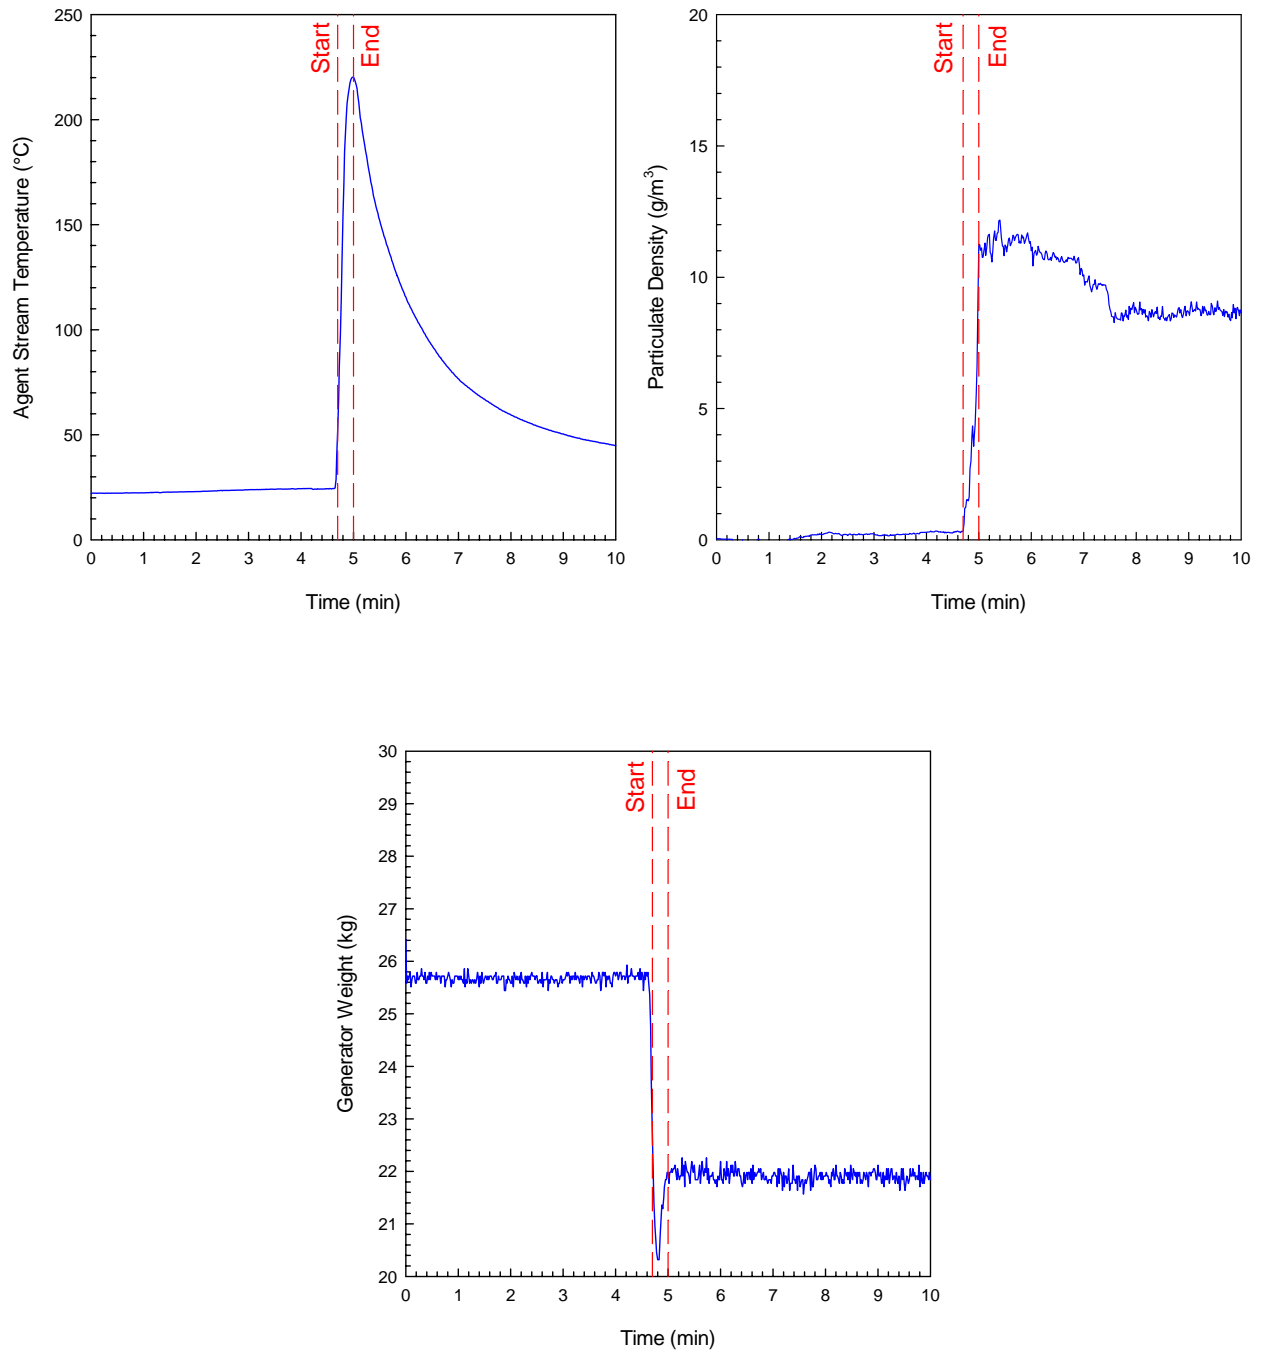 250
200
150
100
50
0
Agent Stream Temperature (°C)
Start
End
0 1 2 3 4 5 6 7 8 9 10
Time (min)
20
15
10
5
0
Particulate Density (g/m³)
Start
End
0 1 2 3 4 5 6 7 8 9 10
Time (min)
30
29
28
27
26
25
24
23
22
21
20
Generator Weight (kg)
Start
End
0 1 2 3 4 5 6 7 8 9 10
Time (min)